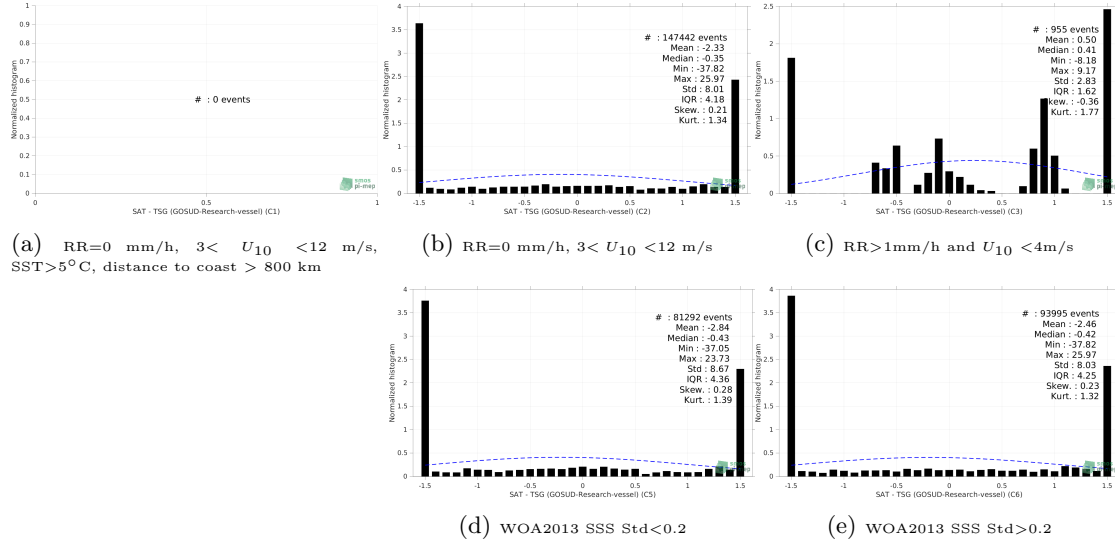 1
0.9
0.8
0.7
0.6
0.5
0.4
0.3
0.2
0.1
0
Normalized histogram
# : 0 events
smos
pi-mep
0
0.5
1
SAT - TSG (GOSUD-Research-vessel) (C1)
(a) RR=0 mm/h, 3< U10 <12 m/s,
SST>5°C, distance to coast > 800 km
4
3.5
3
2.5
2
1.5
1
0.5
0
Normalized histogram
# : 147442 events
Mean : -2.33
Median : -0.35
Min : -37.82
Max : 25.97
Std : 8.01
IQR : 4.18
Skew. : 0.21
Kurt. : 1.34
smos
pi-mep
-1.5
-1
-0.5
0
0.5
1
1.5
SAT - TSG (GOSUD-Research-vessel) (C2)
(b) RR=0 mm/h, 3< U10 <12 m/s
2.5
2
1.5
1
0.5
0
Normalized histogram
# : 955 events
Mean : 0.50
Median : 0.41
Min : -8.18
Max : 9.17
Std : 2.83
IQR : 1.62
Skew. : -0.36
Kurt. : 1.77
smos
pi-mep
-1.5
-1
-0.5
0
0.5
1
1.5
SAT - TSG (GOSUD-Research-vessel) (C3)
(c) RR>1mm/h and U10 <4m/s
4
3.5
3
2.5
2
1.5
1
0.5
0
Normalized histogram
# : 81292 events
Mean : -2.84
Median : -0.43
Min : -37.05
Max : 23.73
Std : 8.67
IQR : 4.36
Skew. : 0.28
Kurt. : 1.39
smos
pi-mep
-1.5
-1
-0.5
0
0.5
1
1.5
SAT - TSG (GOSUD-Research-vessel) (C5)
(d) WOA2013 SSS Std<0.2
4
3.5
3
2.5
2
1.5
1
0.5
0
Normalized histogram
# : 93995 events
Mean : -2.46
Median : -0.42
Min : -37.82
Max : 25.97
Std : 8.03
IQR : 4.25
Skew. : 0.23
Kurt. : 1.32
smos
pi-mep
-1.5
-1
-0.5
0
0.5
1
1.5
SAT - TSG (GOSUD-Research-vessel) (C6)
(e) WOA2013 SSS Std>0.2